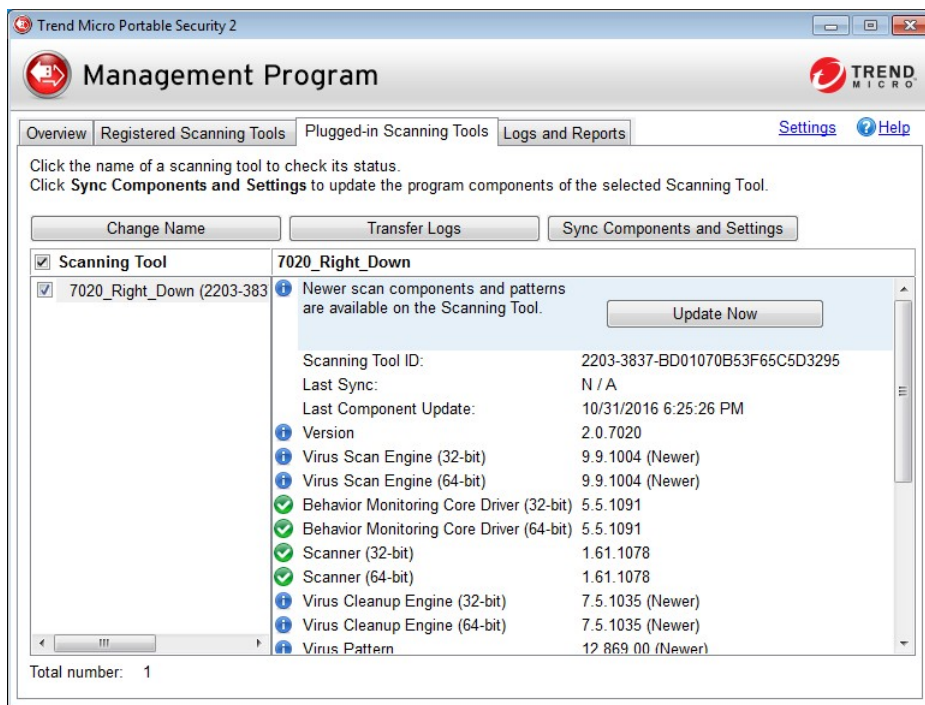 Trend Micro Portable Security 2
Management Program
TREND
MICRO
Overview
Registered Scanning Tools
Plugged-in Scanning Tools
Logs and Reports
Settings
Help
Click the name of a scanning tool to check its status.
Click Sync Components and Settings to update the program components of the selected Scanning Tool.
Change Name
Transfer Logs
Sync Components and Settings
Scanning Tool
7020_Right_Down
7020_Right_Down (2203-383
Newer scan components and patterns
are available on the Scanning Tool.
Update Now
Scanning Tool ID: 2203-3837-BD01070B53F65C5D3295
Last Sync: N / A
Last Component Update: 10/31/2016 6:25:26 PM
Version 2.0.7020
Virus Scan Engine (32-bit) 9.9.1004 (Newer)
Virus Scan Engine (64-bit) 9.9.1004 (Newer)
Behavior Monitoring Core Driver (32-bit) 5.5.1091
Behavior Monitoring Core Driver (64-bit) 5.5.1091
Scanner (32-bit) 1.61.1078
Scanner (64-bit) 1.61.1078
Virus Cleanup Engine (32-bit) 7.5.1035 (Newer)
Virus Cleanup Engine (64-bit) 7.5.1035 (Newer)
Virus Pattern 12.869.00 (Newer)
Total number: 1